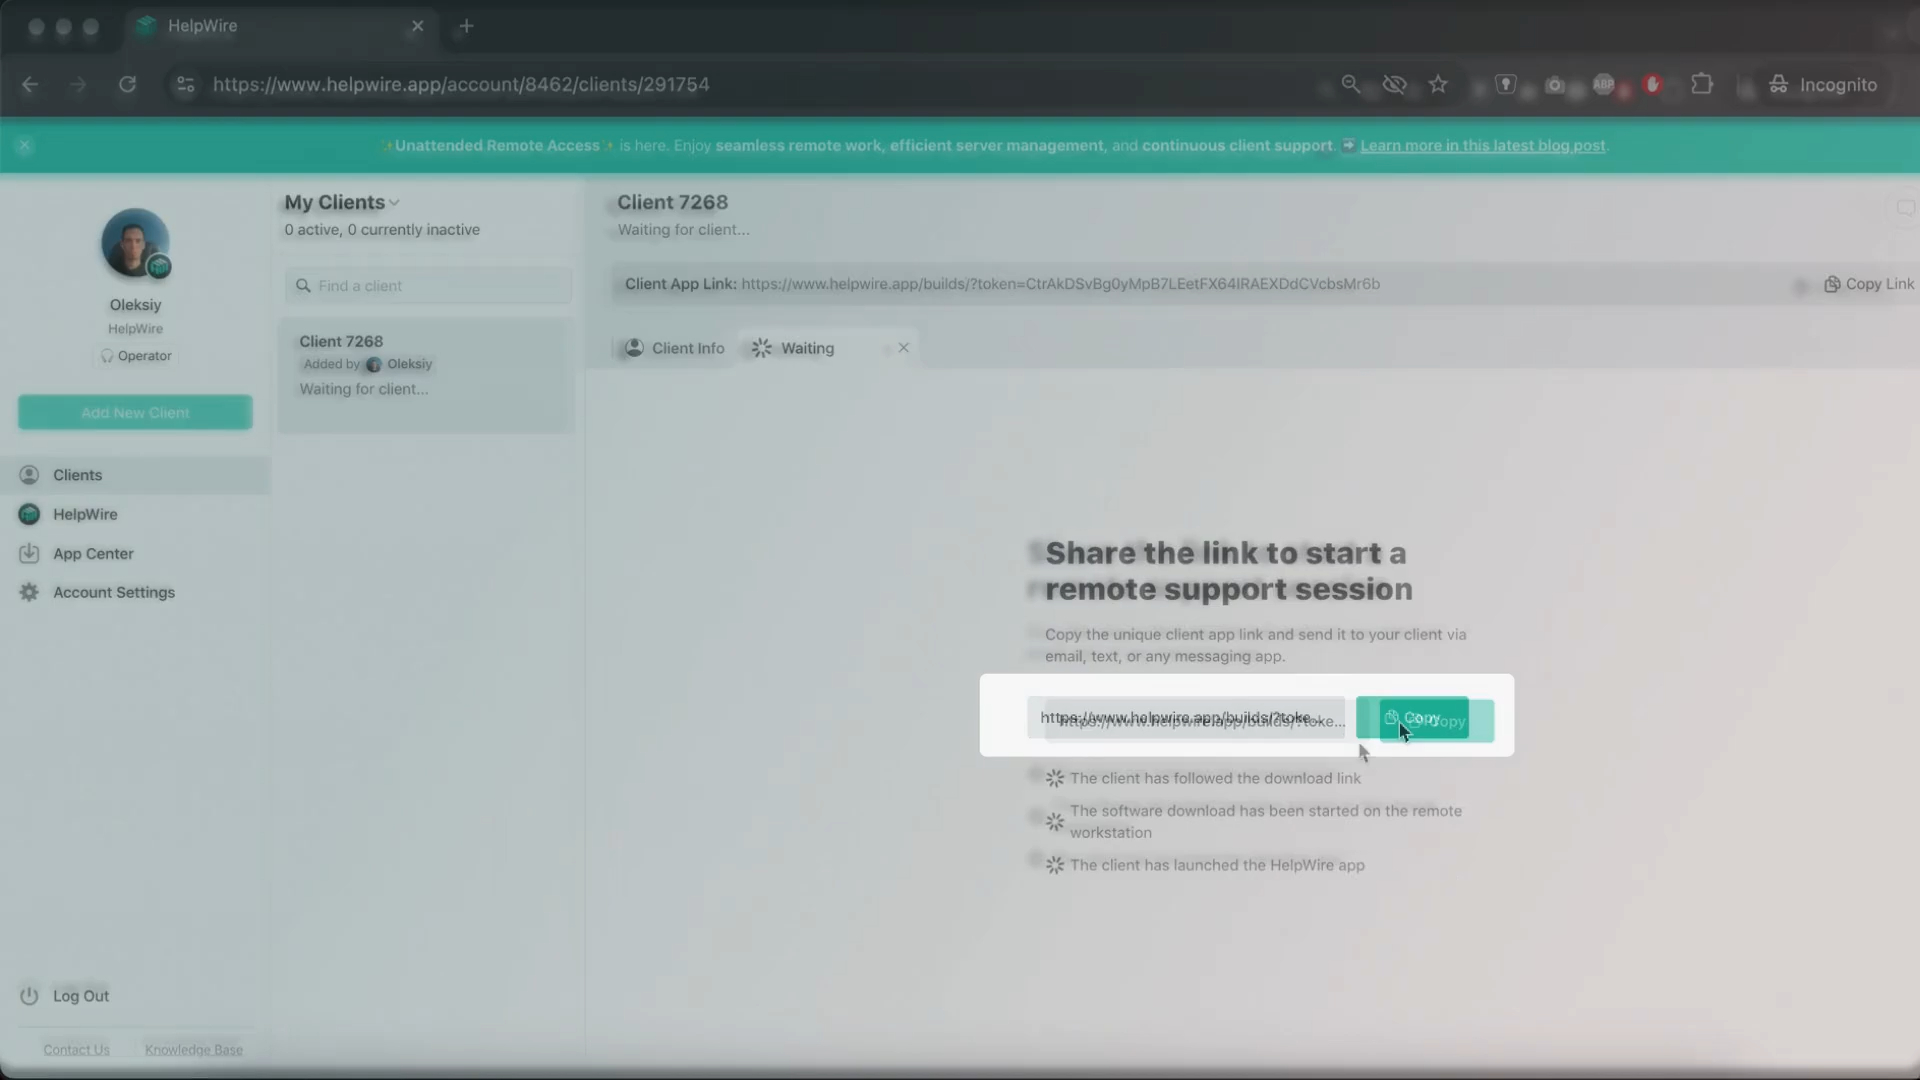 HelpWire
https://www.helpwire.app/account/8462/clients/291754
ABP
Incognito
✨Unattended Remote Access✨ is here. Enjoy seamless remote work, efficient server management, and continuous client support. ➡ Learn more in this latest blog post.
Oleksiy
HelpWire
Operator
Add New Client
Clients
HelpWire
App Center
Account Settings
Log Out
Contact Us
Knowledge Base
My Clients
0 active, 0 currently inactive
Find a client
Client 7268
Added by Oleksiy
Waiting for client...
Client 7268
Waiting for client...
Client App Link: https://www.helpwire.app/builds/?token=CtrAkDSvBg0yMpB7LEetFX64lRAEXDdCVcbsMr6b
Copy Link
Client Info
Waiting
Share the link to start a
remote support session
Copy the unique client app link and send it to your client via
email, text, or any messaging app.
https://www.helpwire.app/builds/?toke...
Copy
The client has followed the download link
The software download has been started on the remote
workstation
The client has launched the HelpWire app